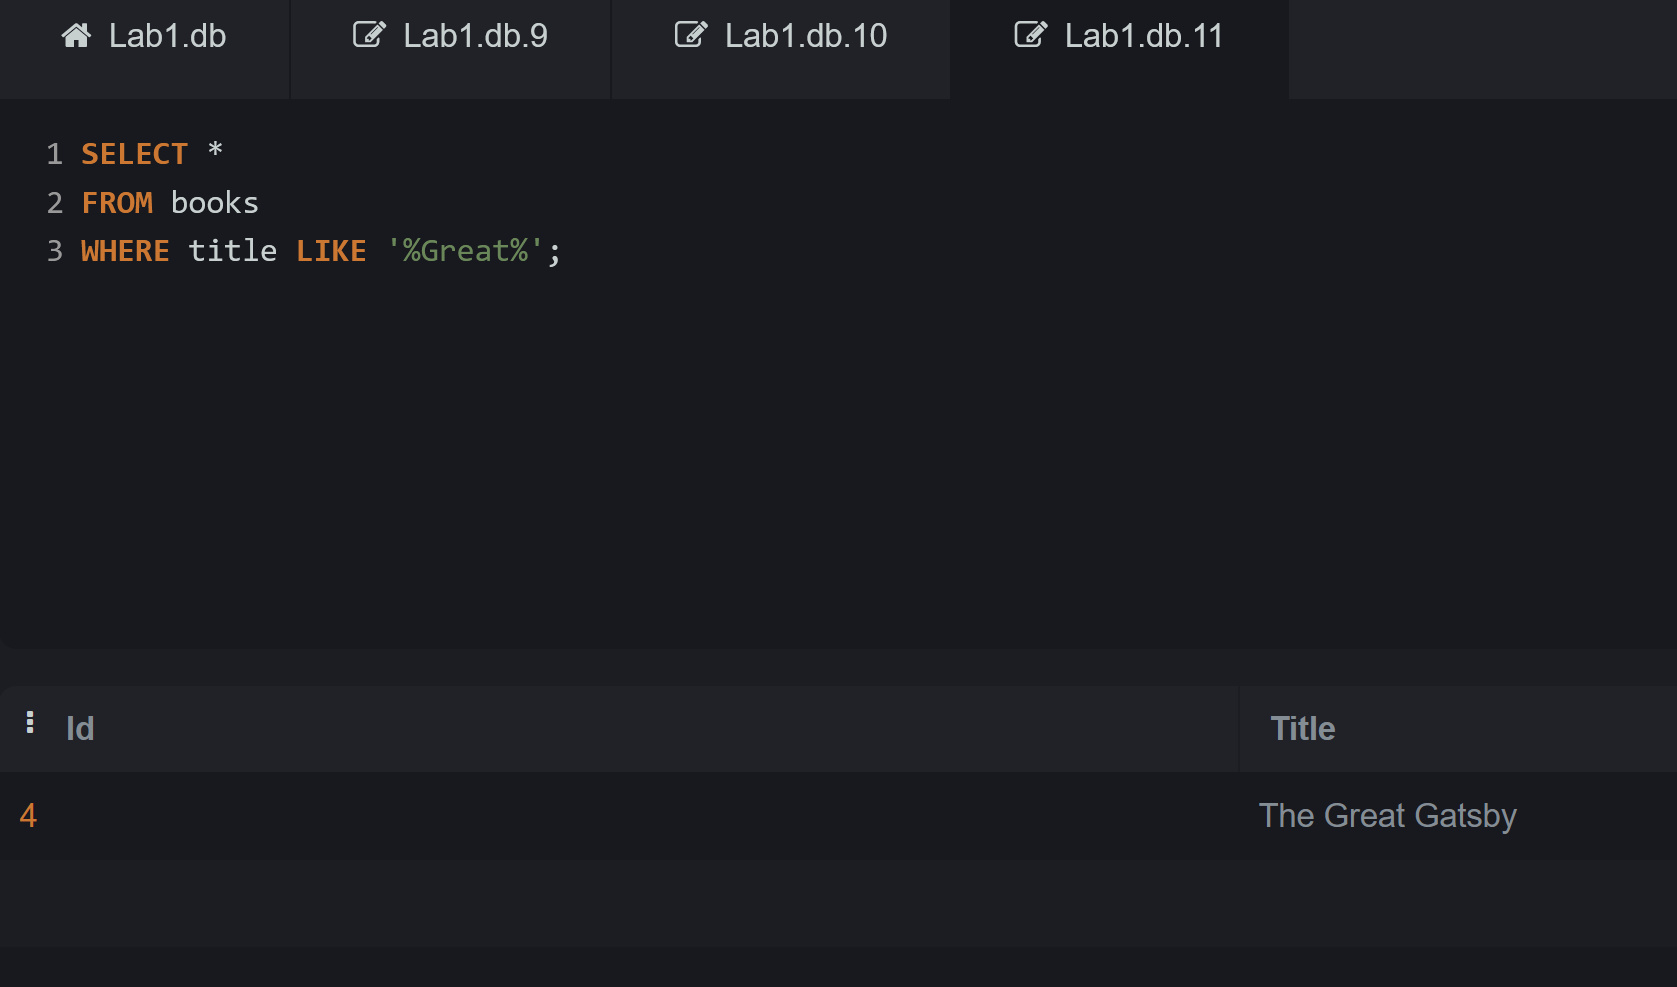 Lab1.db Lab1.db.9 Lab1.db.10 Lab1.db.11
1 SELECT *
2 FROM books
3 WHERE title LIKE '%Great%';
Id Title
4 The Great Gatsby